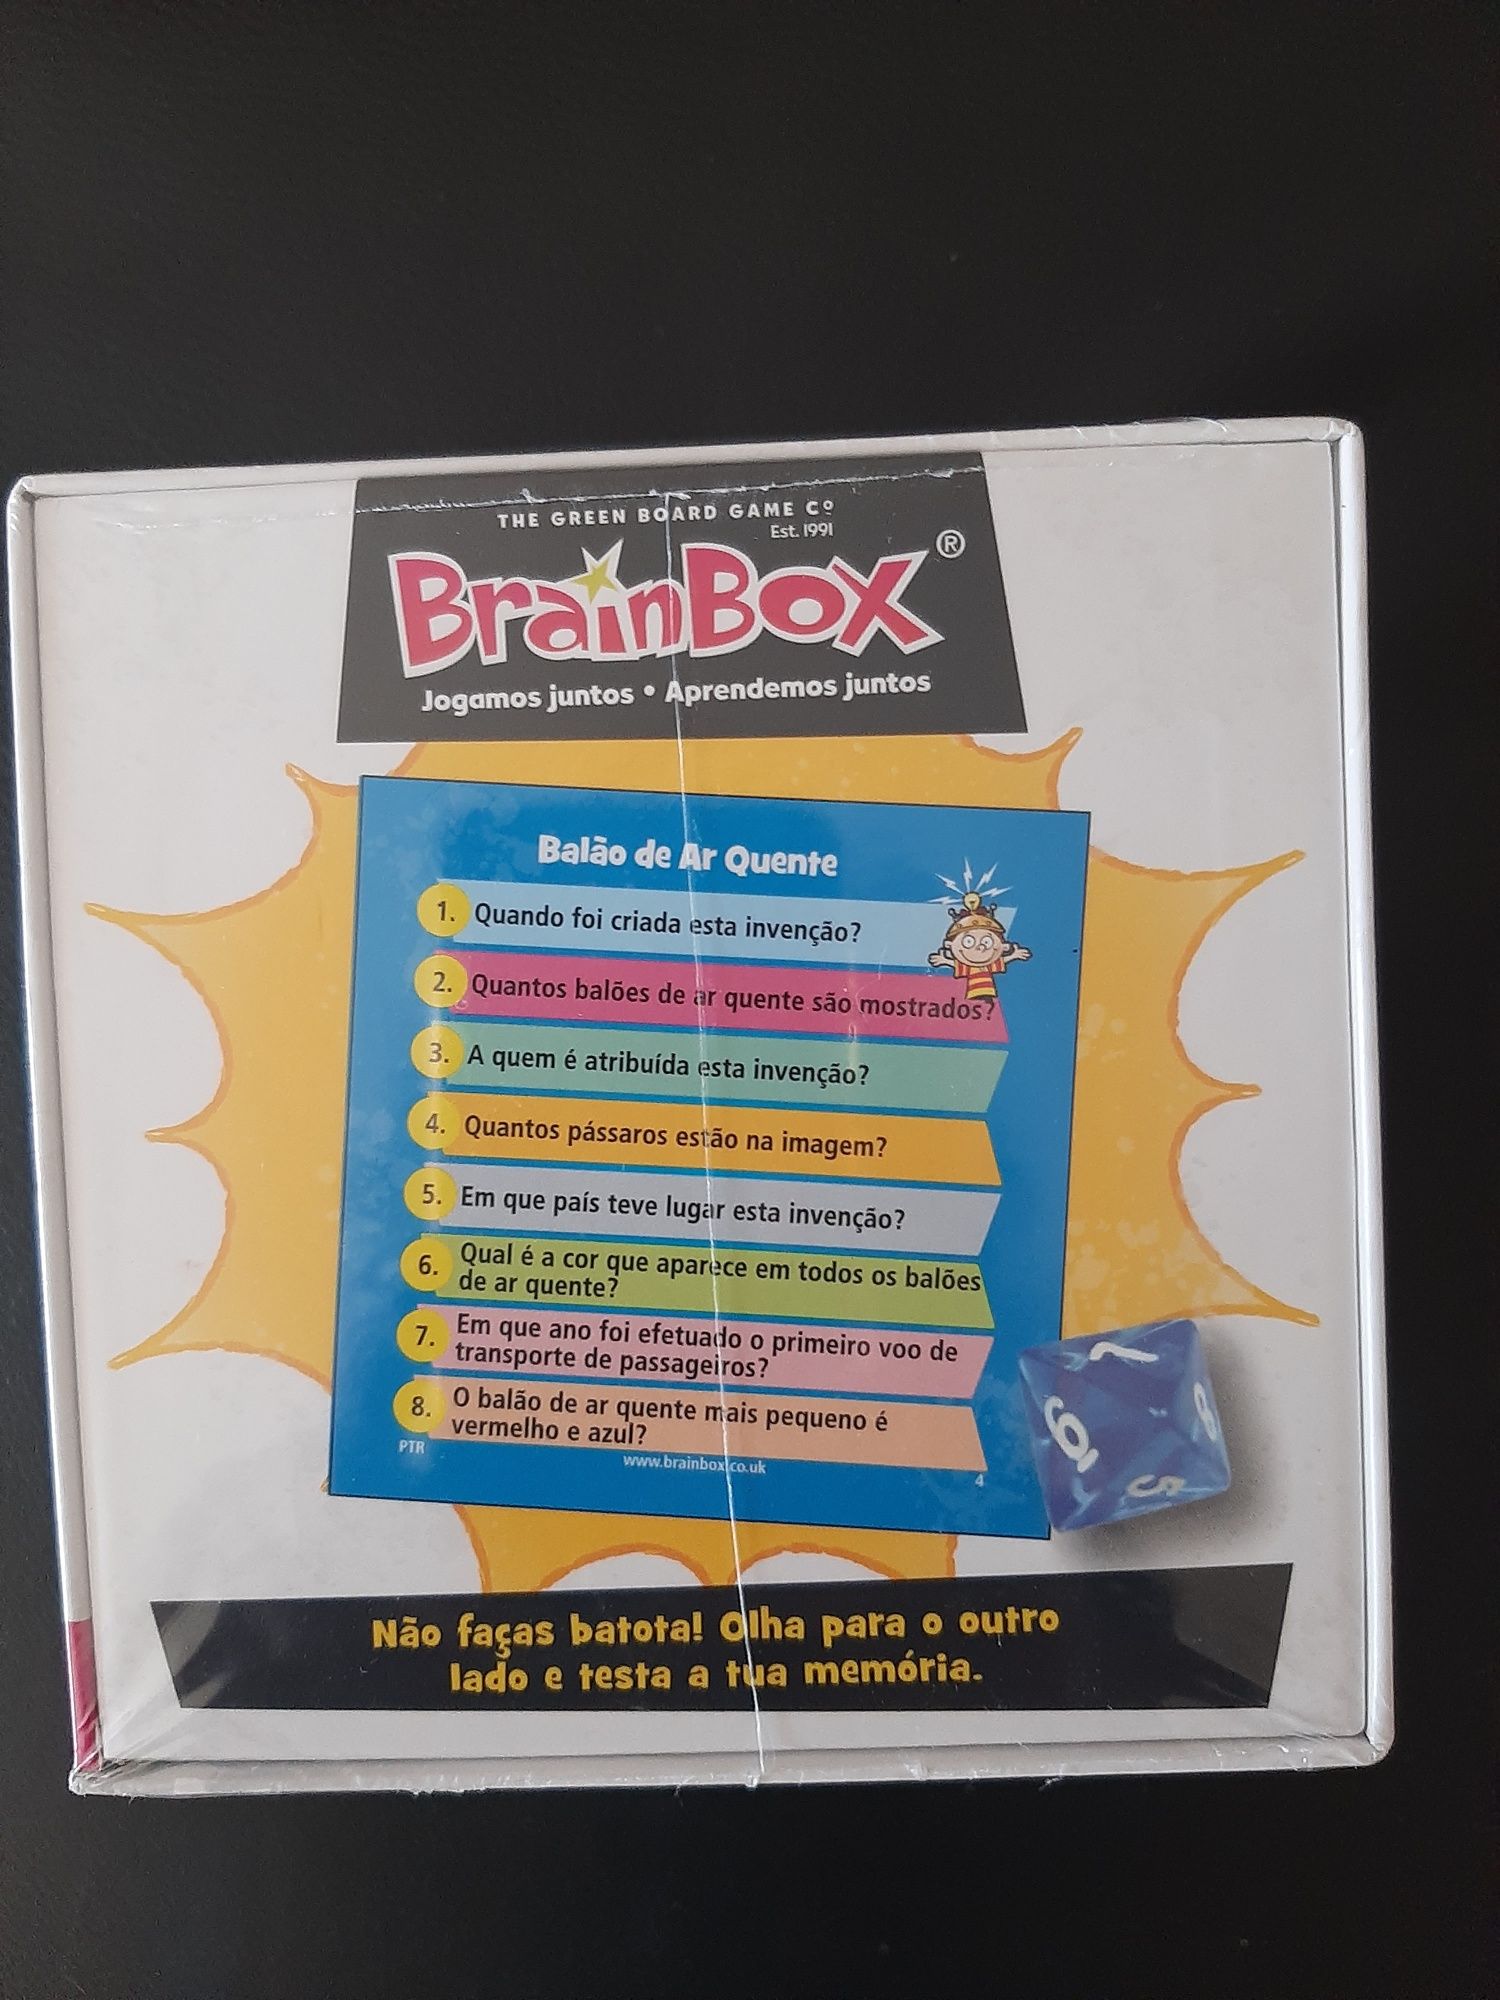 THE GREEN BOARD GAME Cº
Est. 1991
BrainBox®
Jogamos juntos • Aprendemos juntos
Balão de Ar Quente
1. Quando foi criada esta invenção?
2. Quantos balões de ar quente são mostrados?
3. A quem é atribuída esta invenção?
4. Quantos pássaros estão na imagem?
5. Em que país teve lugar esta invenção?
6. Qual é a cor que aparece em todos os balões
de ar quente?
7. Em que ano foi efetuado o primeiro voo de
transporte de passageiros?
8. O balão de ar quente mais pequeno é
vermelho e azul?
PTR
www.brainbox.co.uk
4
7
6
8
5
Não faças batota! Olha para o outro
lado e testa a tua memória.